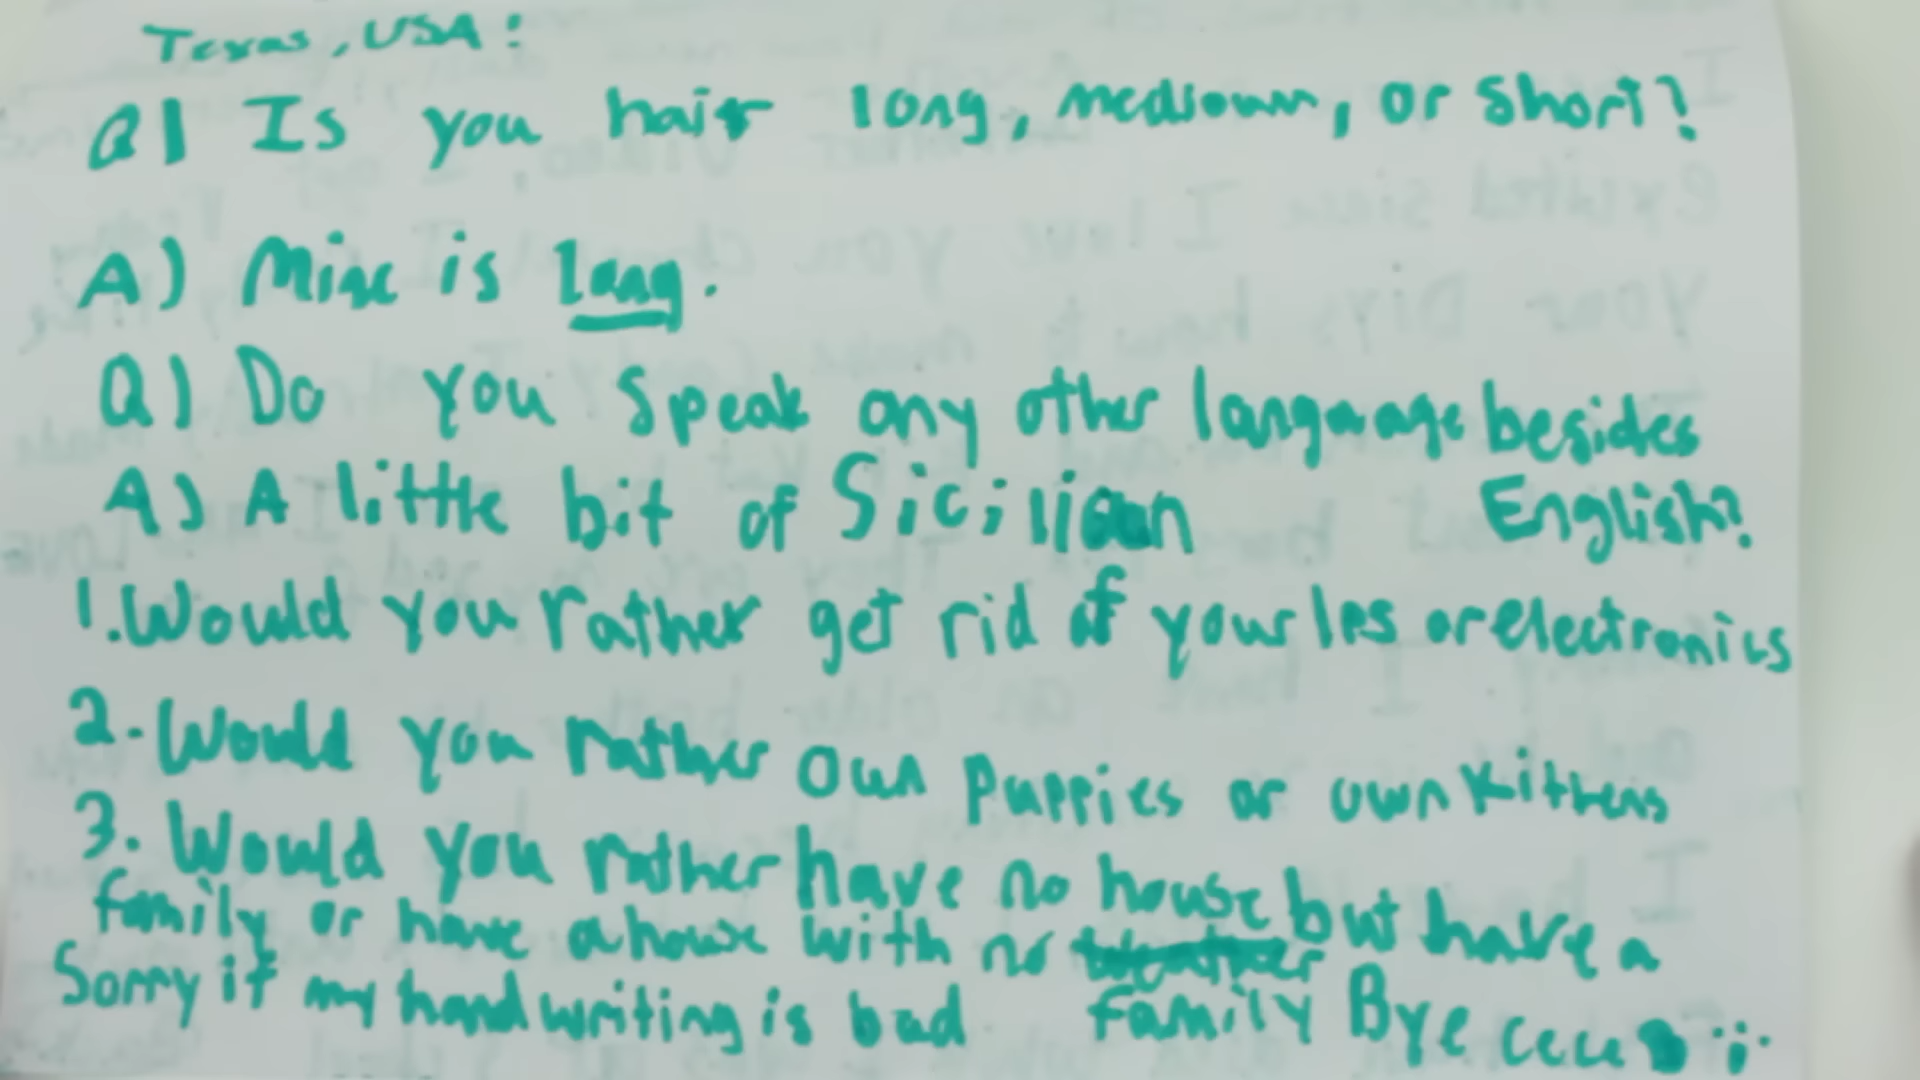 Texas, USA:
Q) Is you hair long, medioum, or short?
A) Mine is long.
Q) Do you speak any other language besides
A) A little bit of Sicilian English?
1. Would you rather get rid of your lps or electronics
2. Would you rather own puppies or own kittens
3. Would you rather have no house but have a
family or have a house with no
Sorry if my handwriting is bad family Bye